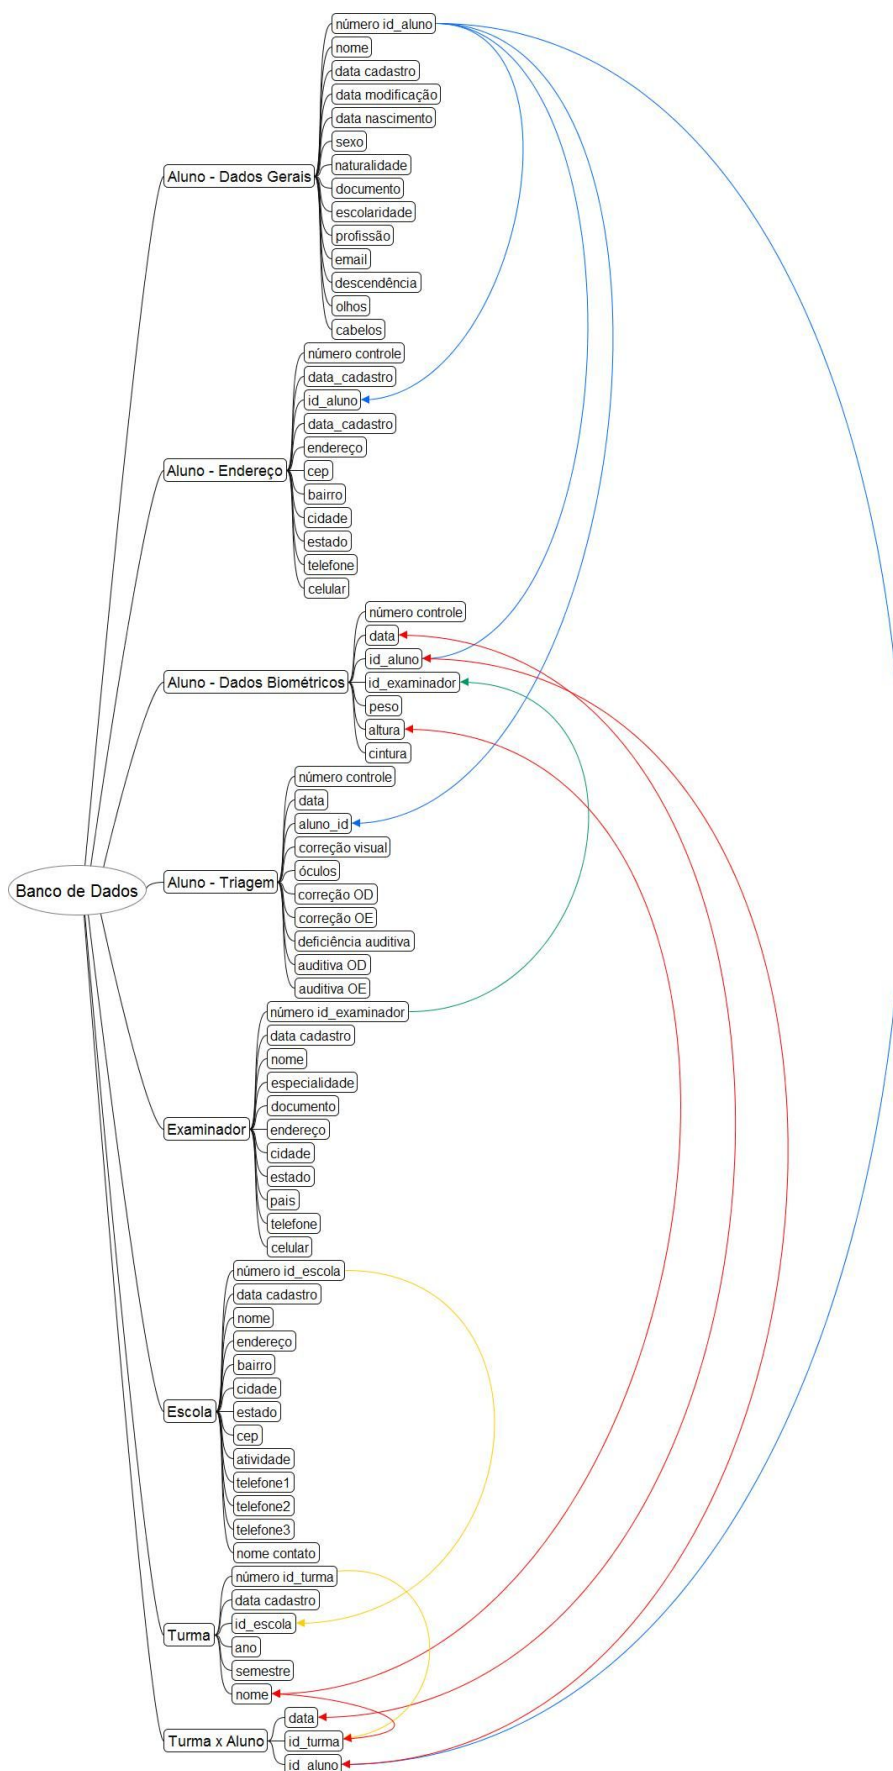 Banco de Dados
Aluno - Dados Gerais
número id_aluno
nome
data cadastro
data modificação
data nascimento
sexo
naturalidade
documento
escolaridade
profissão
email
descendência
olhos
cabelos
Aluno - Endereço
número controle
data_cadastro
id_aluno
data_cadastro
endereço
cep
bairro
cidade
estado
telefone
celular
Aluno - Dados Biométricos
número controle
data
id_aluno
id_examinador
peso
altura
cintura
Aluno - Triagem
número controle
data
aluno_id
correção visual
óculos
correção OD
correção OE
deficiência auditiva
auditiva OD
auditiva OE
Examinador
número id_examinador
data cadastro
nome
especialidade
documento
endereço
cidade
estado
pais
telefone
celular
Escola
número id_escola
data cadastro
nome
endereço
bairro
cidade
estado
cep
atividade
telefone1
telefone2
telefone3
nome contato
Turma
número id_turma
data cadastro
id_escola
ano
semestre
nome
Turma x Aluno
data
id_turma
id_aluno